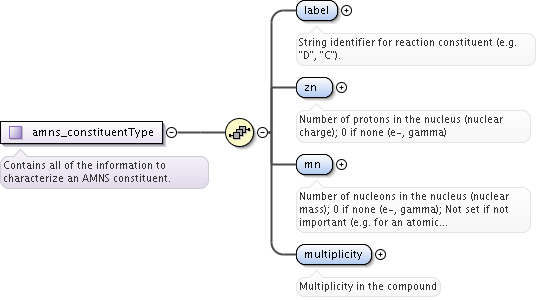 label
String identifier for reaction constituent (e.g.
"D", "C").
zn
Number of protons in the nucleus (nuclear
charge); 0 if none (e-, gamma)
amns_constituentType
Contains all of the information to
characterize an AMNS constituent.
mn
Number of nucleons in the nucleus (nuclear
mass); 0 if none (e-, gamma); Not set if not
important (e.g. for an atomic...
multiplicity
Multiplicity in the compound